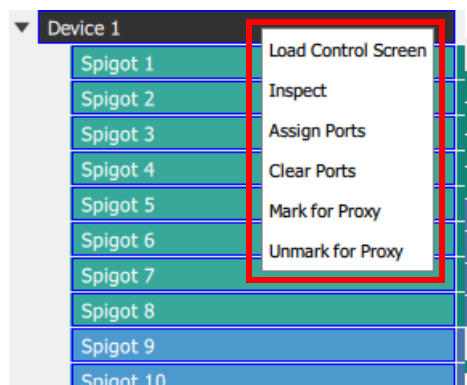 Device 1
Spigot 1
Spigot 2
Spigot 3
Spigot 4
Spigot 5
Spigot 6
Spigot 7
Spigot 8
Spigot 9
Spigot 10
Load Control Screen
Inspect
Assign Ports
Clear Ports
Mark for Proxy
Unmark for Proxy